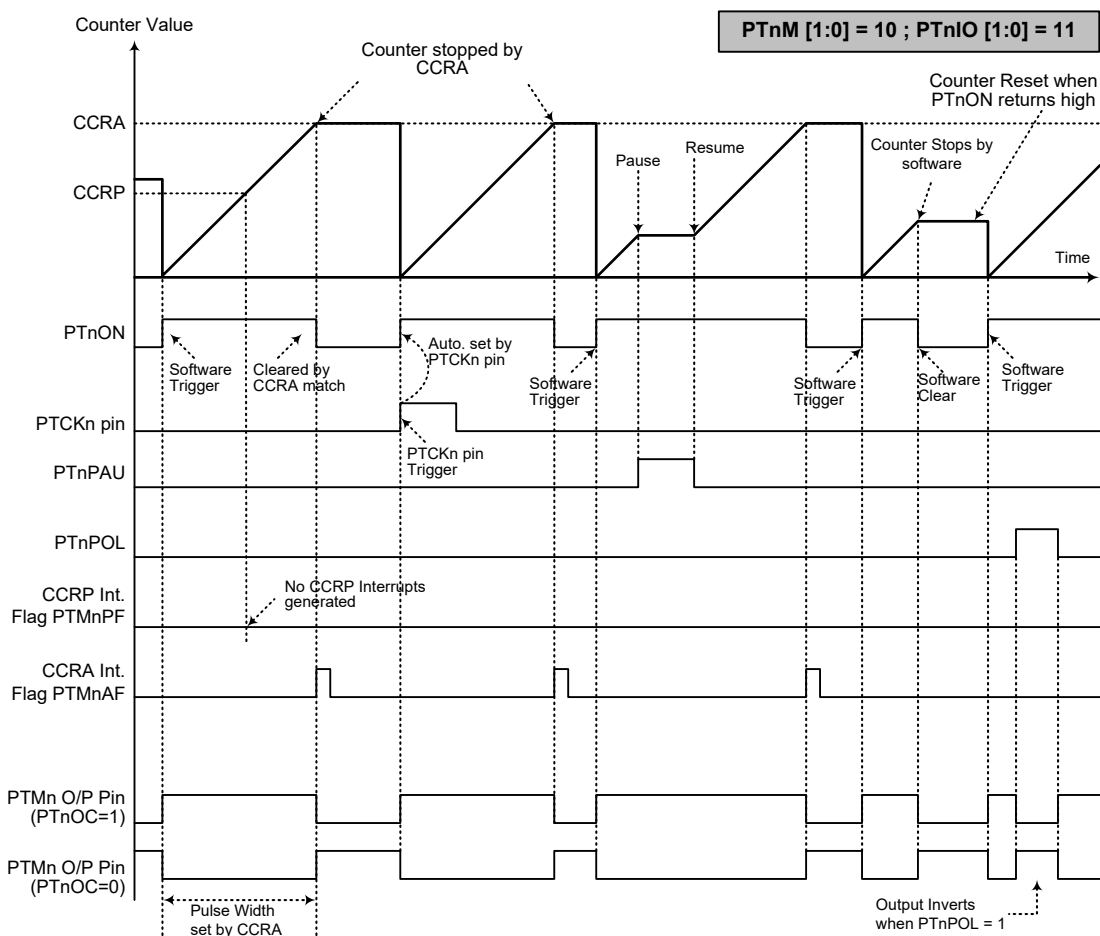 Counter Value
PTnM [1:0] = 10 ; PTnIO [1:0] = 11
Counter stopped by
CCRA
Counter Reset when
PTnON returns high
CCRA
Pause
Resume
Counter Stops by
software
CCRP
Time
PTnON
Software
Trigger
Cleared by
CCRA match
Auto. set by
PTCKn pin
Software
Trigger
Software
Trigger
Software
Clear
Software
Trigger
PTCKn pin
PTCKn pin
Trigger
PTnPAU
PTnPOL
CCRP Int.
Flag PTMnPF
No CCRP Interrupts
generated
CCRA Int.
Flag PTMnAF
PTMn O/P Pin
(PTnOC=1)
PTMn O/P Pin
(PTnOC=0)
Pulse Width
set by CCRA
Output Inverts
when PTnPOL = 1